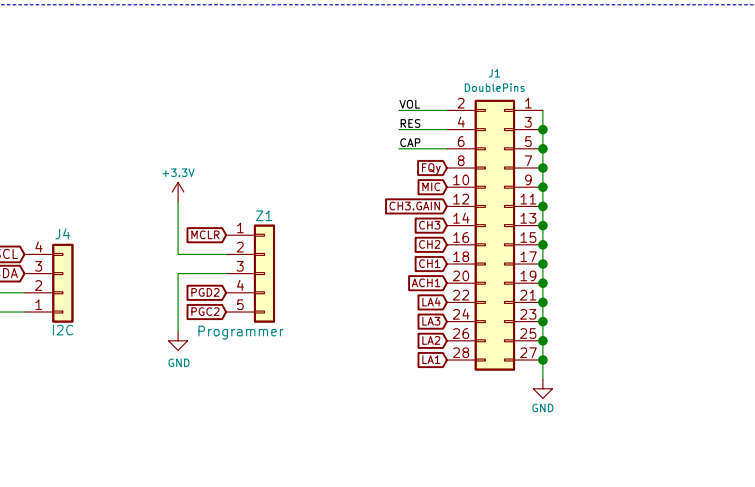 J1
DoublePins
VOL 2 1
RES 4 3
CAP 6 5
FQy 8 7
MIC 10 9
CH3.GAIN 12 11
CH3 14 13
CH2 16 15
CH1 18 17
ACH1 20 19
LA4 22 21
LA3 24 23
LA2 26 25
LA1 28 27
GND
+3.3V
Z1
MCLR 1
2
3
PGD2 4
PGC2 5
Programmer
GND
J4
CL 4
DA 3
2
1
I2C